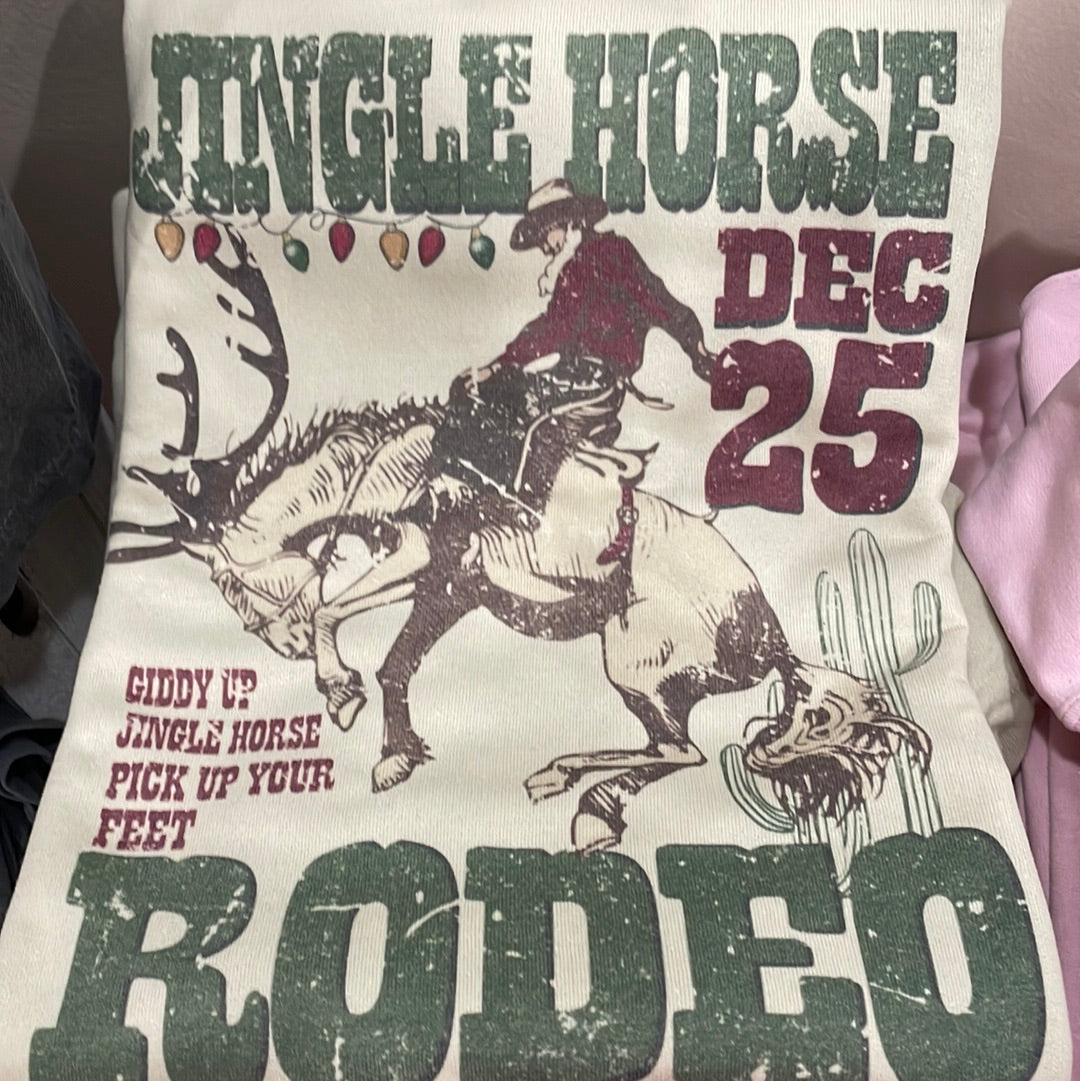 JINGLE HORSE
DEC
25
GIDDY UP
JINGLE HORSE
PICK UP YOUR
FEET
RODEO